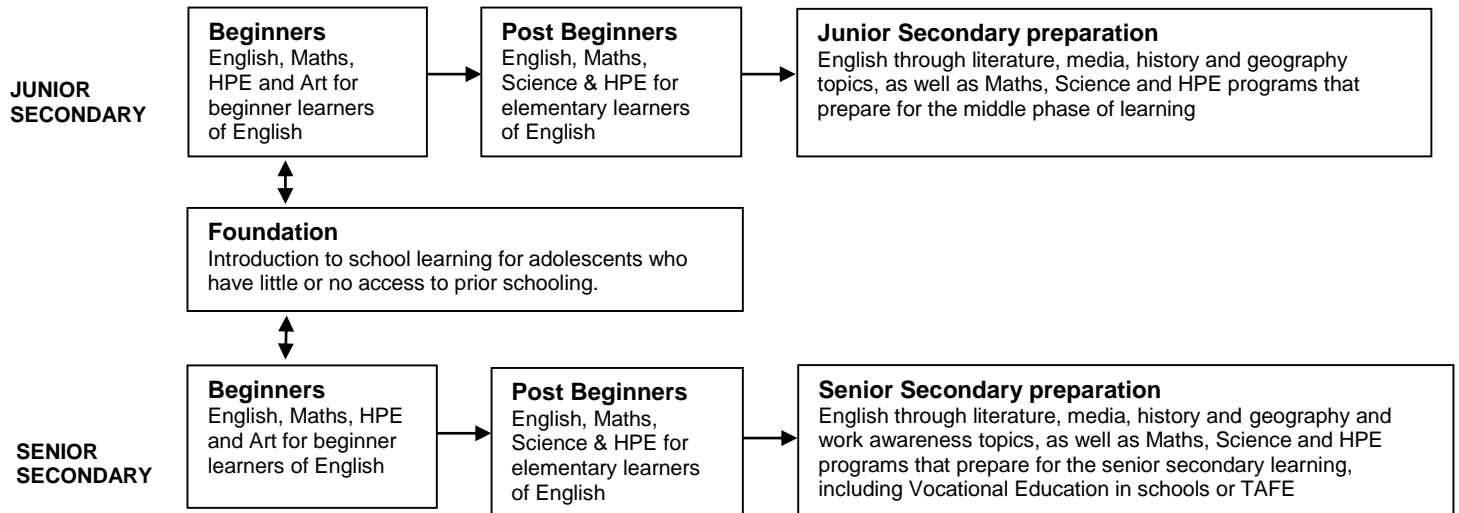 JUNIOR
SECONDARY
Beginners
English, Maths,
HPE and Art for
beginner learners
of English
Post Beginners
English, Maths,
Science & HPE for
elementary learners
of English
Junior Secondary preparation
English through literature, media, history and geography
topics, as well as Maths, Science and HPE programs that
prepare for the middle phase of learning
Foundation
Introduction to school learning for adolescents who
have little or no access to prior schooling.
SENIOR
SECONDARY
Beginners
English, Maths, HPE
and Art for beginner
learners of English
Post Beginners
English, Maths,
Science & HPE for
elementary learners
of English
Senior Secondary preparation
English through literature, media, history and geography and
work awareness topics, as well as Maths, Science and HPE
programs that prepare for the senior secondary learning,
including Vocational Education in schools or TAFE